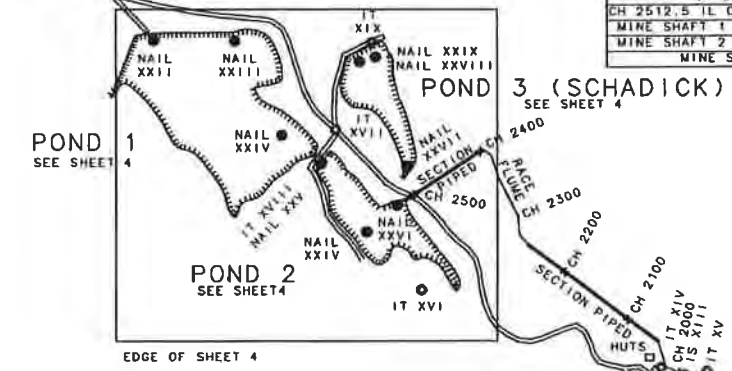 CH 2512.5 IL
MINE SHAFT 1
MINE SHAFT 2
MINE S
IT
XIX
NAIL
XXII
NAIL
XXIII
NAIL XXIX
NAIL XXVIII
POND 3 (SCHADICK)
SEE SHEET 4
IT
XVII
POND 1
SEE SHEET 4
NAIL
XXIV
NAIL
XXVII
SECTION
PIPED
CH 2400
RACE
FLUME
CH 2500
CH 2300
IT XVIII
NAIL XXV
NAIL
XXVI
NAIL
XXIV
CH 2200
POND 2
SEE SHEET4
IT XVI
SECTION PIPED
CH 2100
HUTS
IT XIV
CH 2000
IS XIII
IT XV
EDGE OF SHEET 4